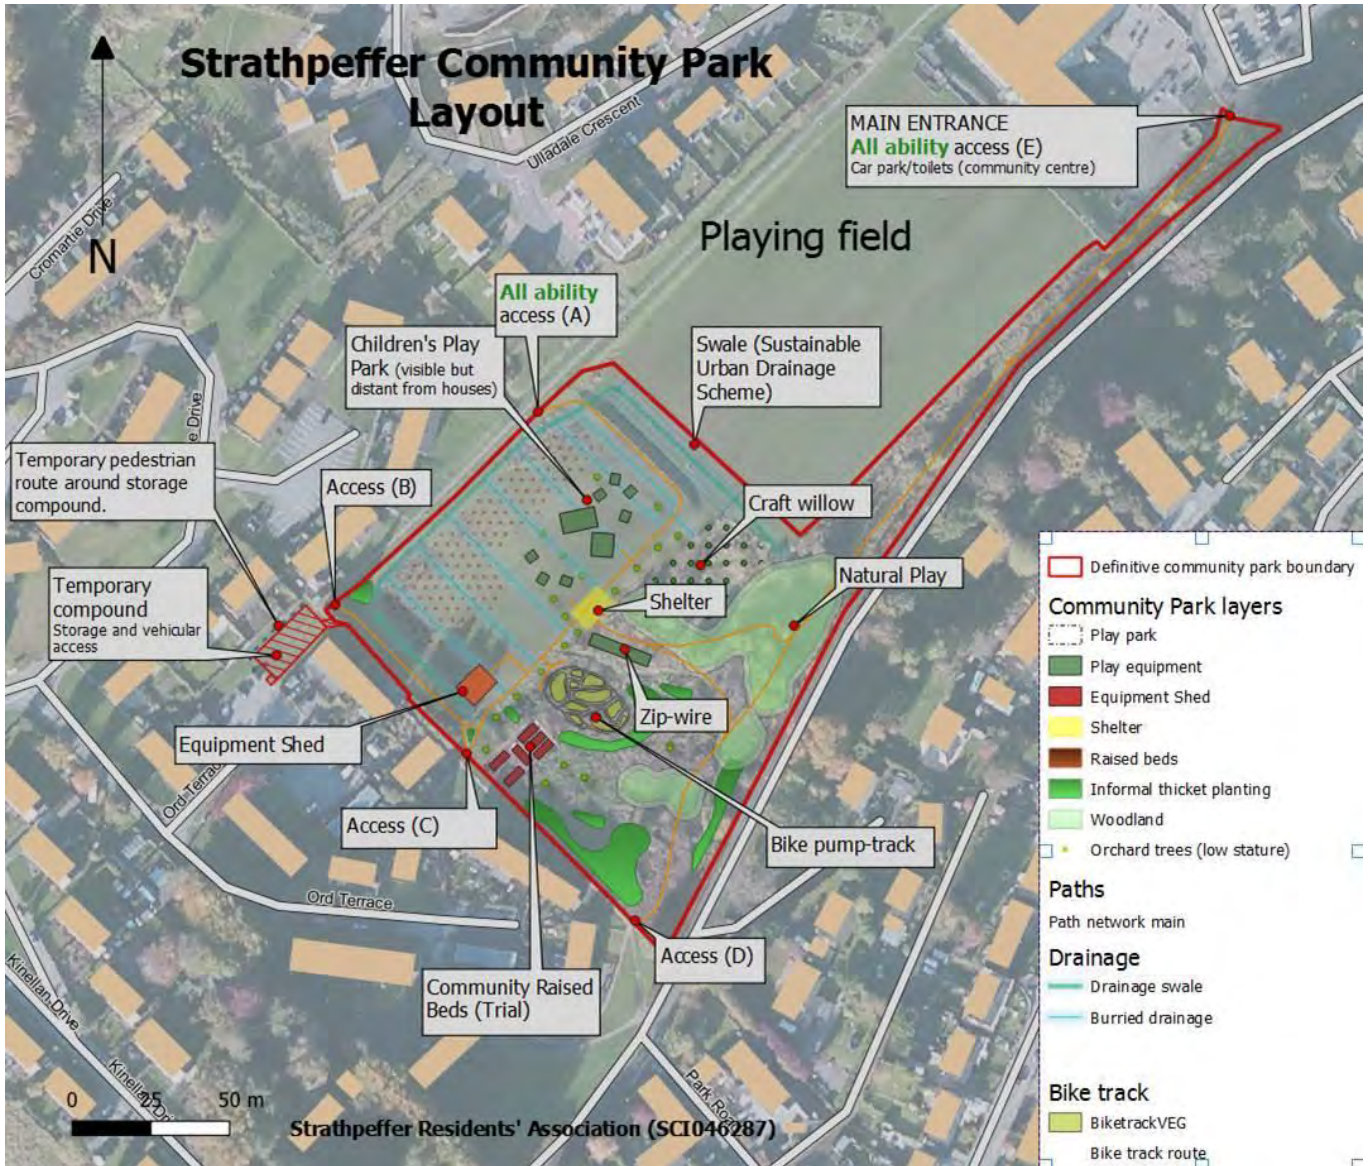 Strathpeffer Community Park
Layout
N
Cromartie Drive
Ulladale Crescent
MAIN ENTRANCE
All ability access (E)
Car park/toilets (community centre)
Playing field
All ability
access (A)
Children's Play
Park (visible but
distant from houses)
Swale (Sustainable
Urban Drainage
Scheme)
e Drive
Temporary pedestrian
route around storage
compound.
Access (B)
Craft willow
Temporary
compound
Storage and vehicular
access
Shelter
Natural Play
Zip-wire
Equipment Shed
Ord Terrace
Access (C)
Bike pump-track
Ord Terrace
Access (D)
Community Raised
Beds (Trial)
Kinellan Drive
Kinellan Driv
Park Road
0 25 50 m
Strathpeffer Residents' Association (SCI046287)
Definitive community park boundary
Community Park layers
Play park
Play equipment
Equipment Shed
Shelter
Raised beds
Informal thicket planting
Woodland
Orchard trees (low stature)
Paths
Path network main
Drainage
Drainage swale
Burried drainage
Bike track
BiketrackVEG
Bike track route